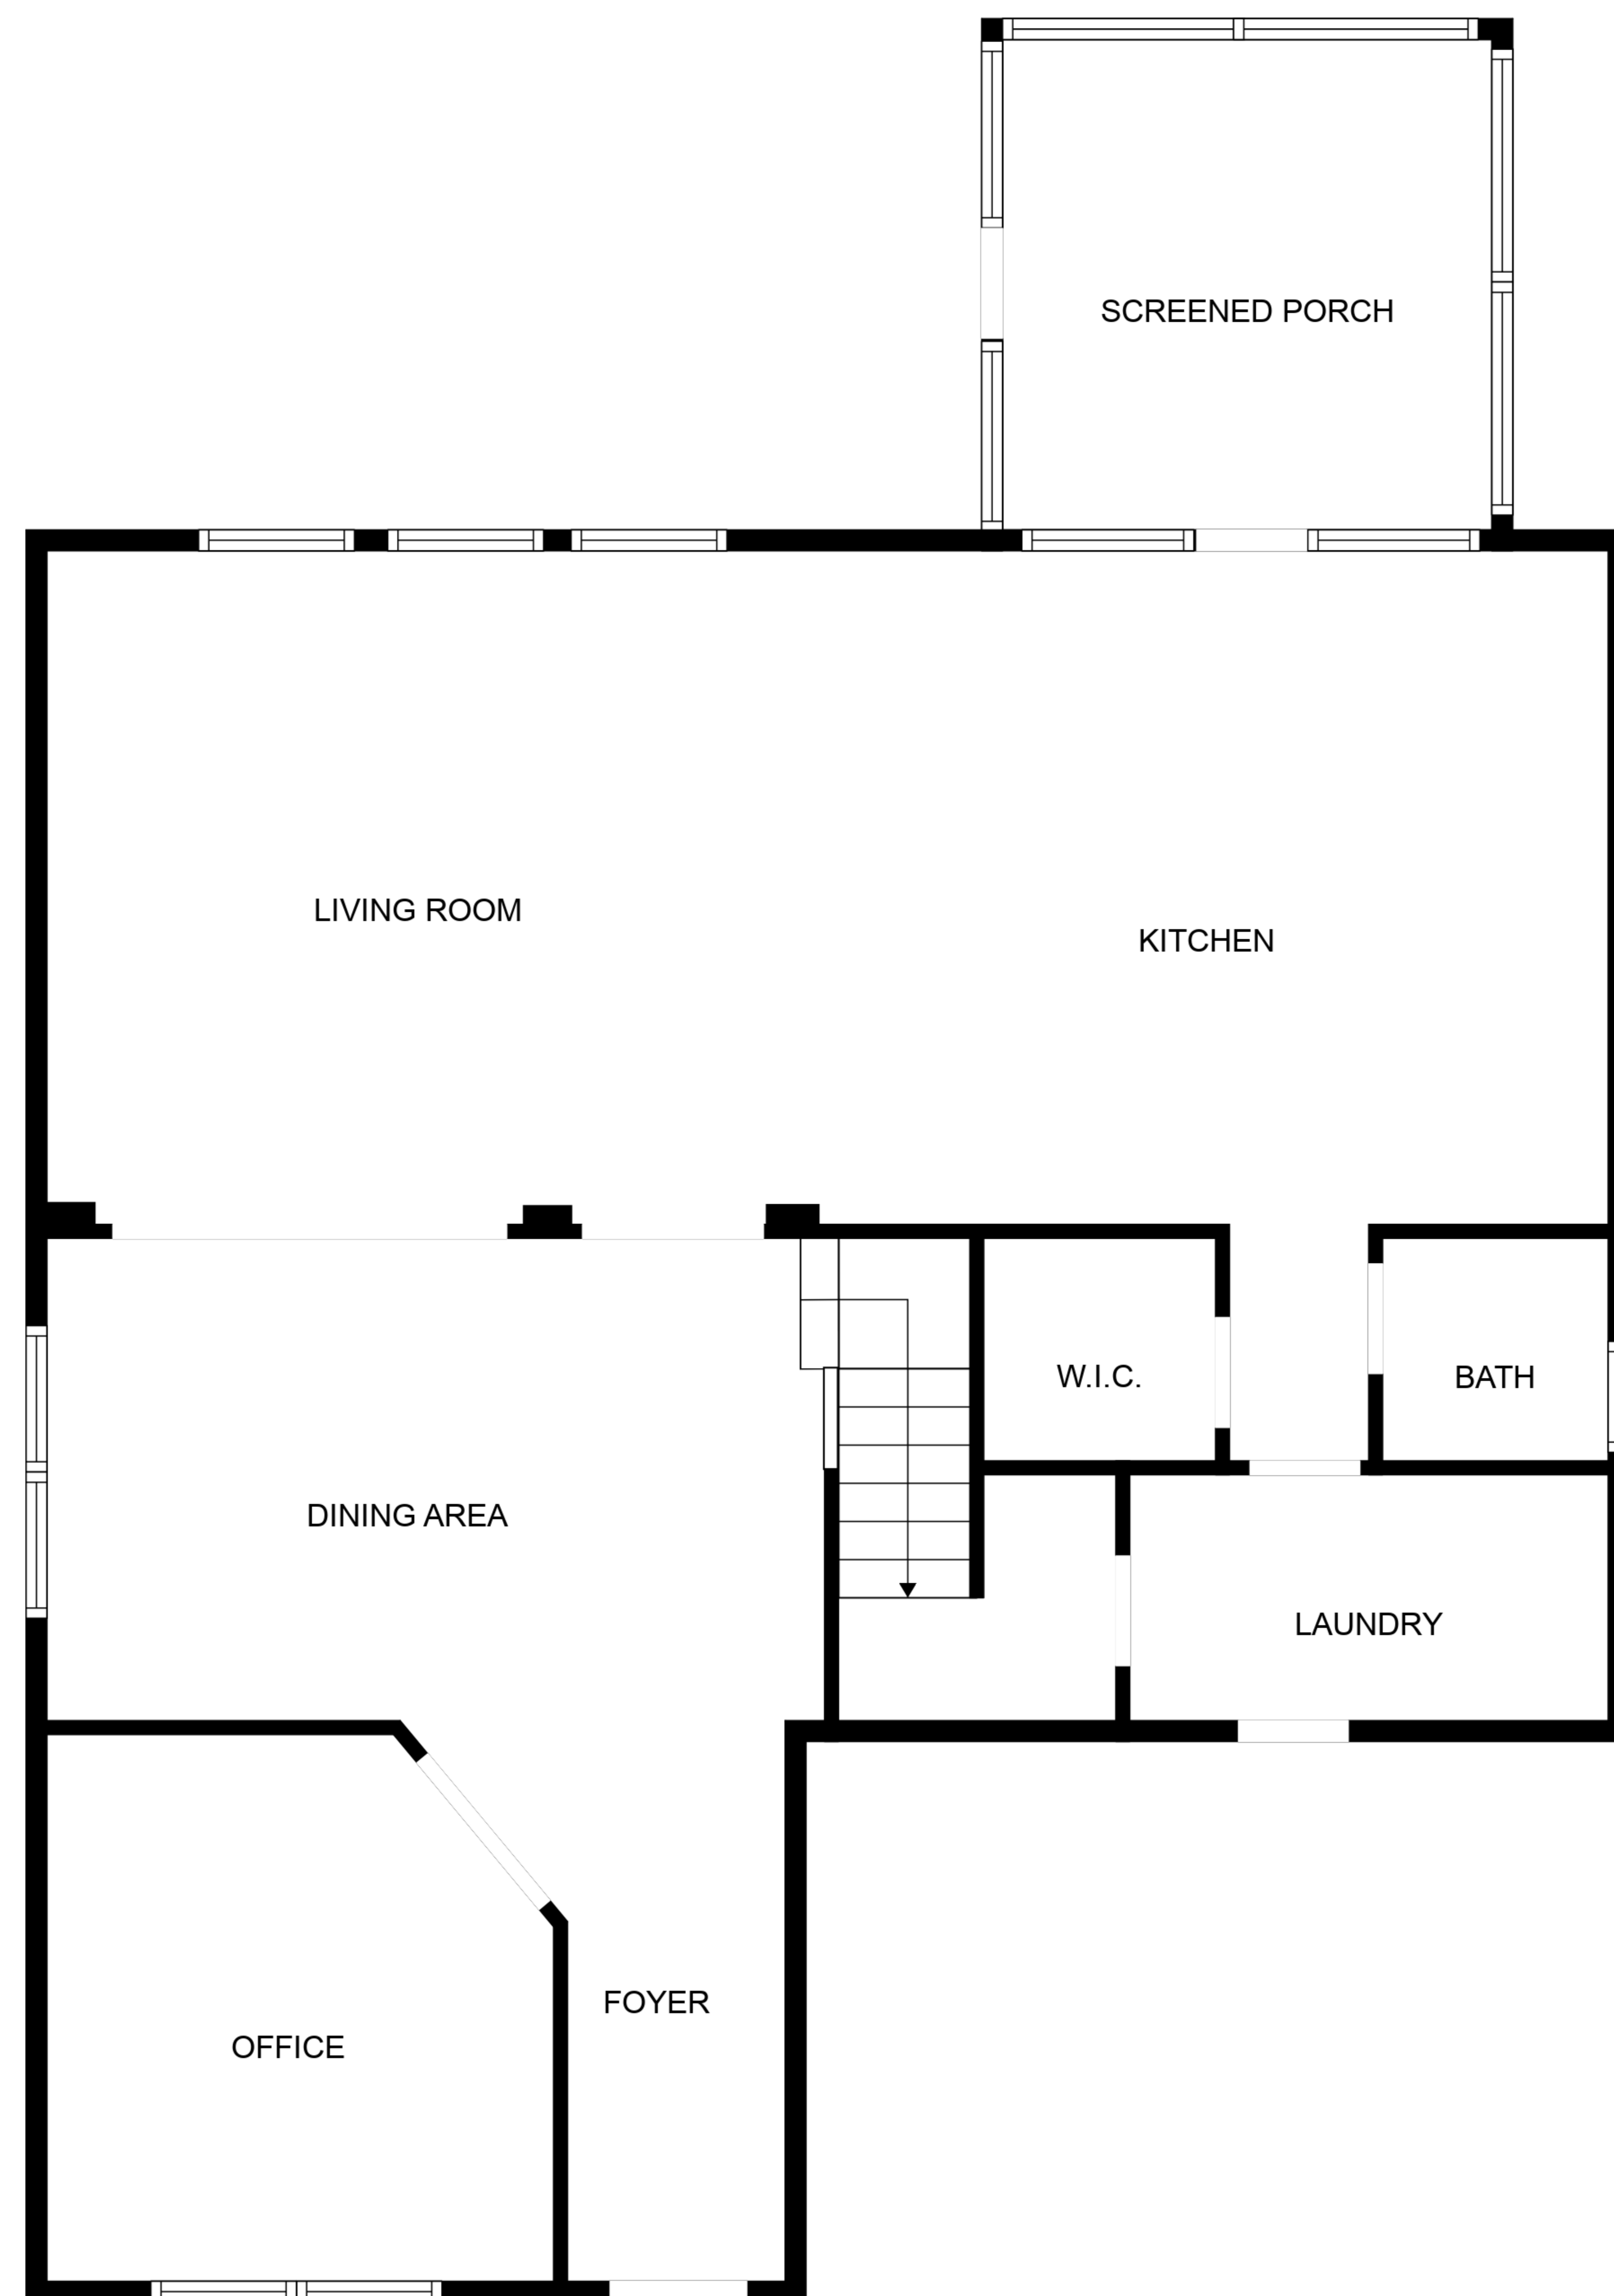 SCREENED PORCH
LIVING ROOM
KITCHEN
W.I.C.
BATH
DINING AREA
LAUNDRY
FOYER
OFFICE